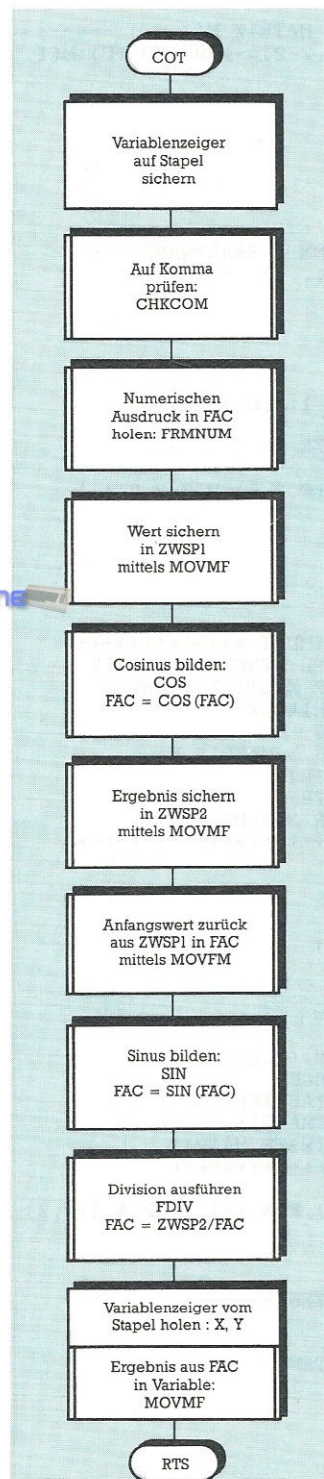 COT
Variablenzeiger
auf Stapel
sichern
Auf Komma
prüfen:
CHKCOM
Numerischen
Ausdruck in FAC
holen: FRMNUM
Wert sichern
in ZWSP1
mittels MOVMF
Cosinus bilden:
COS
FAC = COS (FAC)
Ergebnis sichern
in ZWSP2
mittels MOVMF
Anfangswert zurück
aus ZWSP1 in FAC
mittels MOVFM
Sinus bilden:
SIN
FAC = SIN (FAC)
Division ausführen
FDIV
FAC = ZWSP2/FAC
Variablenzeiger vom
Stapel holen : X, Y
Ergebnis aus FAC
in Variable:
MOVMF
RTS